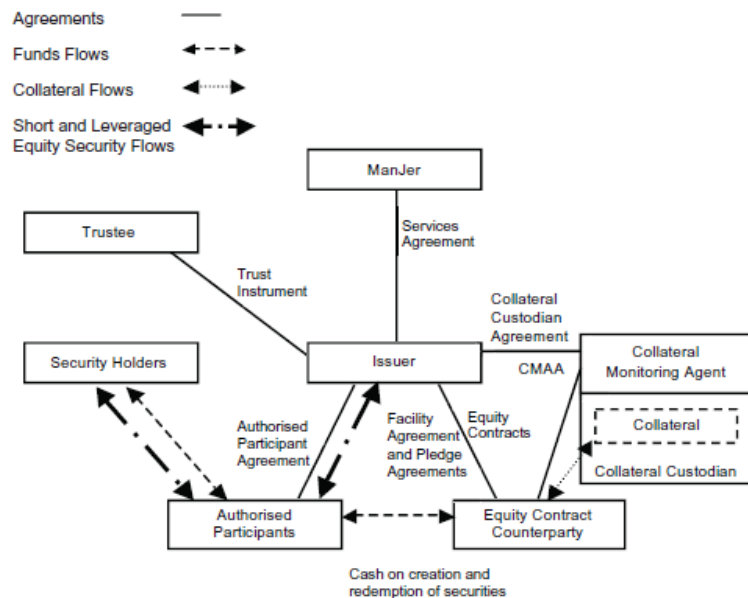 Agreements
Funds Flows
Collateral Flows
Short and Leveraged
Equity Security Flows
ManJer
Trustee
Services
Agreement
Trust
Instrument
Collateral
Custodian
Agreement
Security Holders
Issuer
CMAA
Collateral
Monitoring Agent
Authorised
Participant
Agreement
Facility
Agreement
and Pledge
Agreements
Equity
Contracts
Collateral
Collateral Custodian
Authorised
Participants
Equity Contract
Counterparty
Cash on creation and
redemption of securities